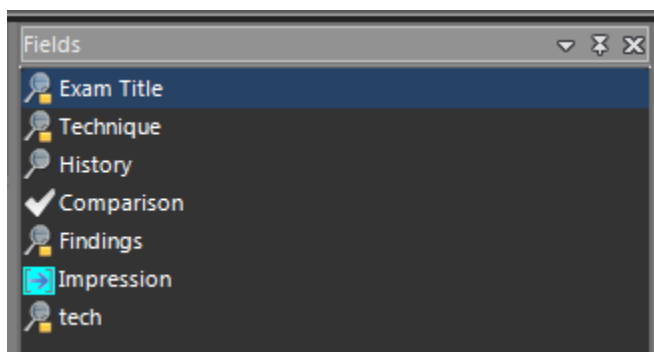 Fields
Exam Title
Technique
History
Comparison
Findings
Impression
tech